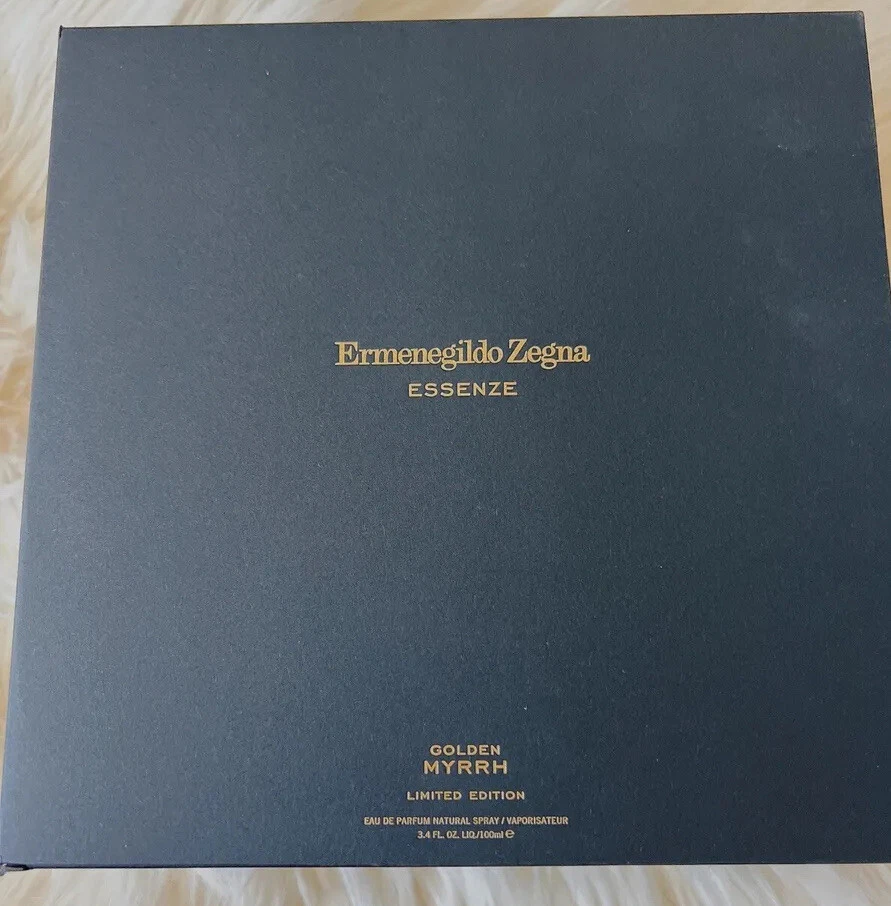 Ermenegildo Zegna
ESSENZE
GOLDEN
MYRRH
LIMITED EDITION
EAU DE PARFUM NATURAL SPRAY / VAPORISATEUR
3.4 FL. OZ. LIQ./100ml ℮